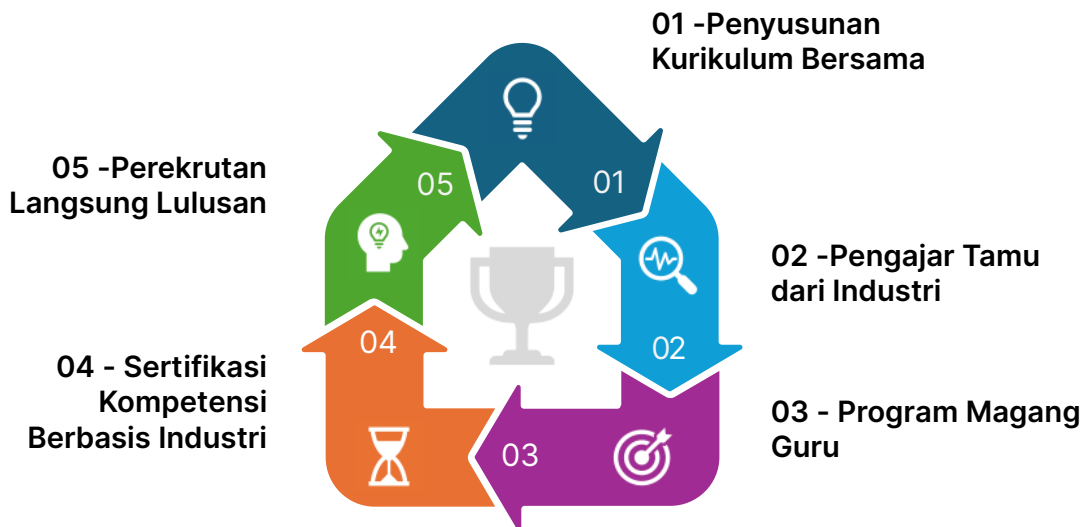 01 -Penyusunan
Kurikulum Bersama
01
02 -Pengajar Tamu
dari Industri
02
03 - Program Magang
Guru
03
04 - Sertifikasi
Kompetensi
Berbasis Industri
04
05 -Perekrutan
Langsung Lulusan
05